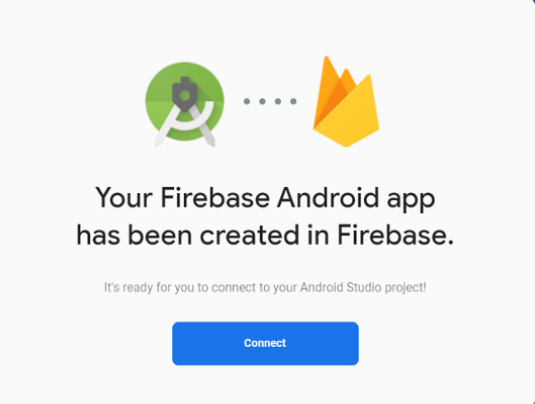 Your Firebase Android app
has been created in Firebase.
It's ready for you to connect to your Android Studio project!
Connect